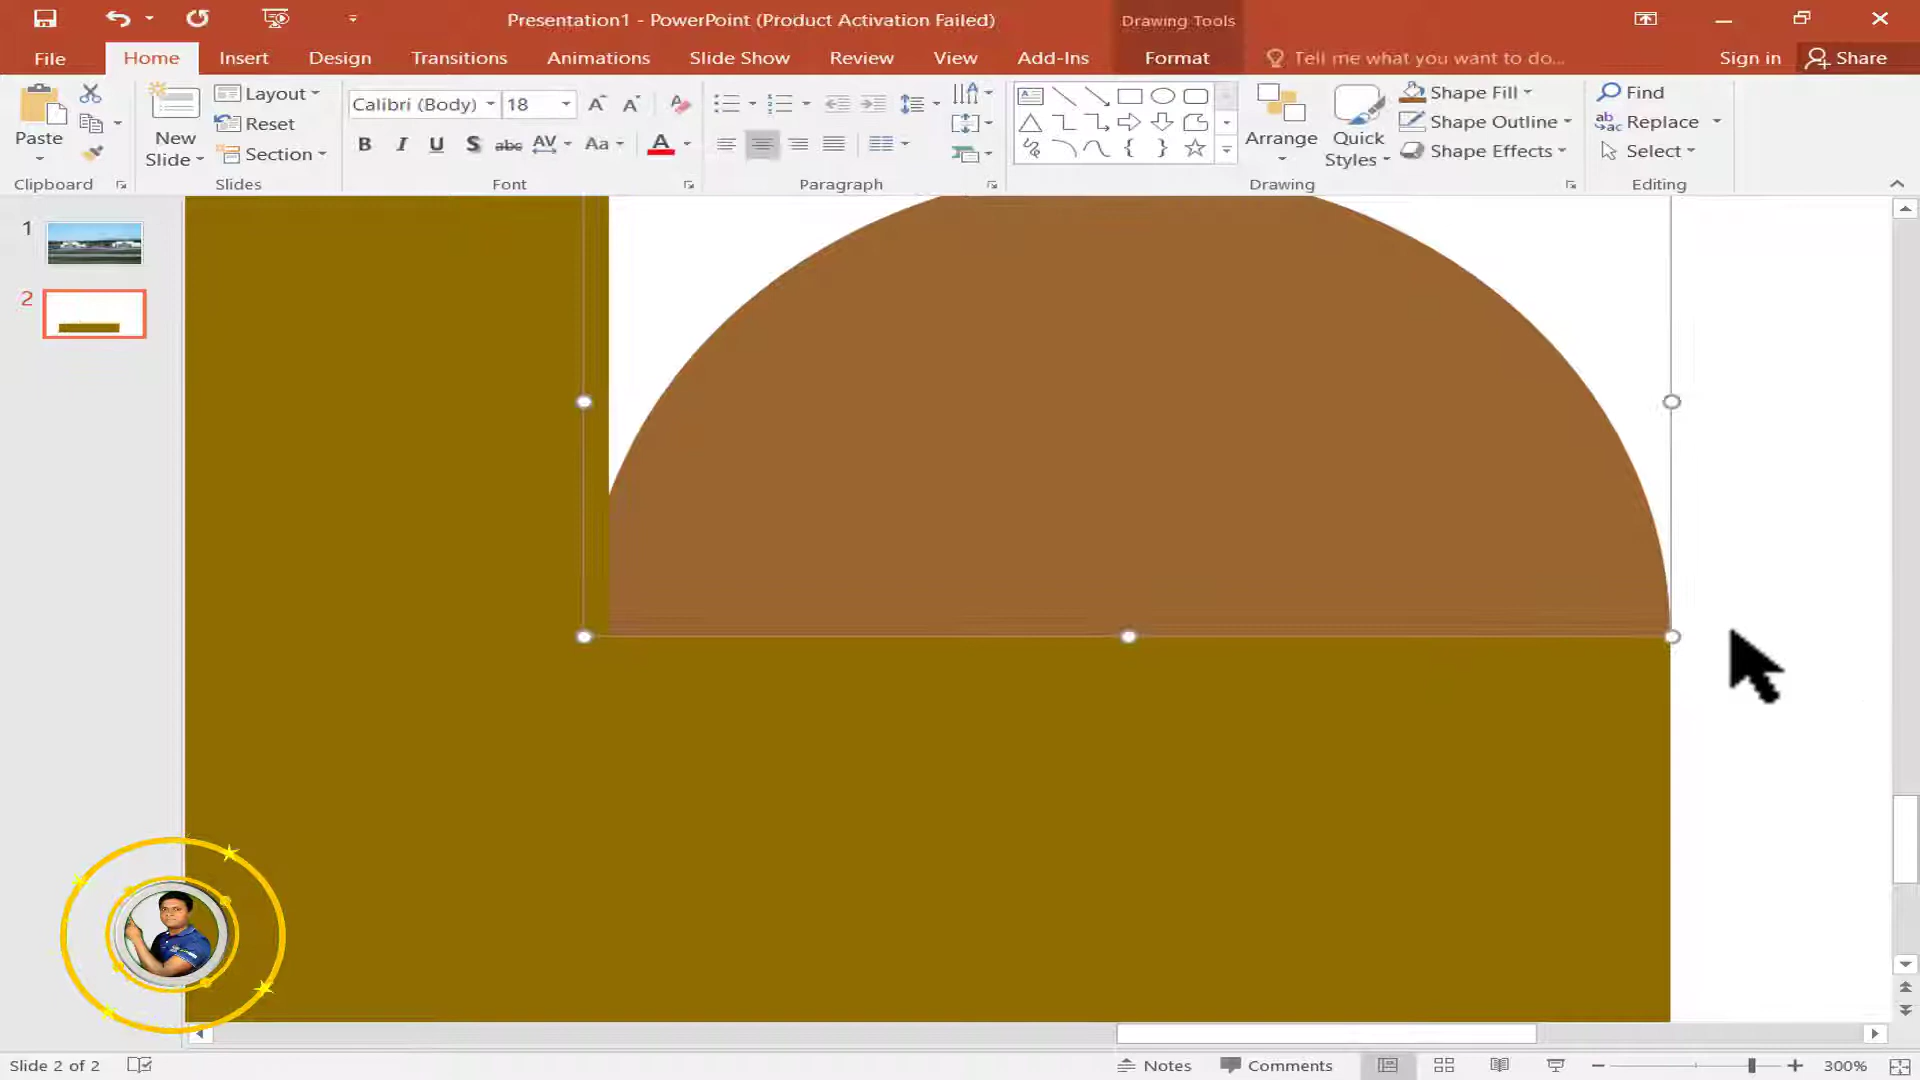 Presentation1 - PowerPoint (Product Activation Failed)
Drawing Tools
File
Home
Insert
Design
Transitions
Animations
Slide Show
Review
View
Add-Ins
Format
Tell me what you want to do...
Sign in
Share
Paste
New
Slide
Layout
Reset
Section
Calibri (Body)
18
A A
B I U S abc AV Aa A
Arrange
Quick
Styles
Shape Fill
Shape Outline
Shape Effects
Find
Replace
Select
Clipboard
Slides
Font
Paragraph
Drawing
Editing
1
2
Slide 2 of 2
Notes
Comments
300%